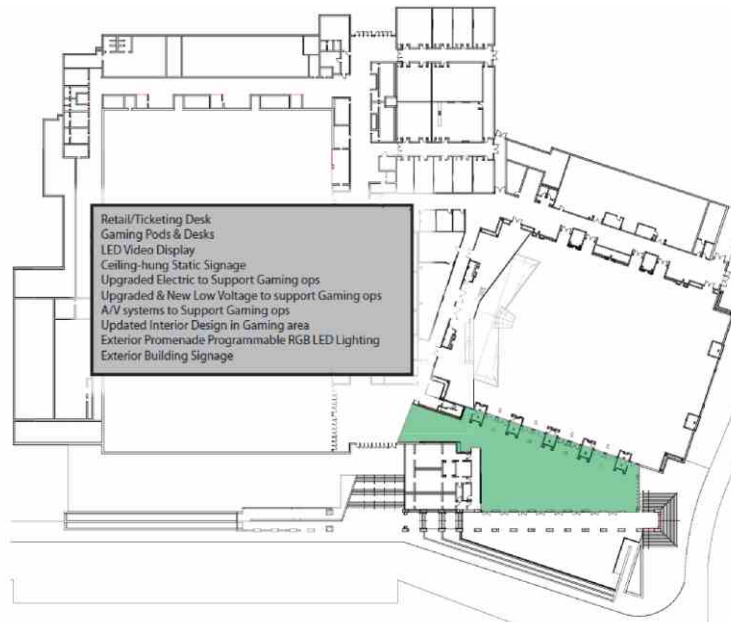 Retail/Ticketing Desk
Gaming Pods & Desks
LED Video Display
Ceiling-hung Static Signage
Upgraded Electric to Support Gaming ops
Upgraded & New Low Voltage to support Gaming ops
A/V systems to Support Gaming ops
Updated Interior Design in Gaming area
Exterior Promenade Programmable RGB LED Lighting
Exterior Building Signage